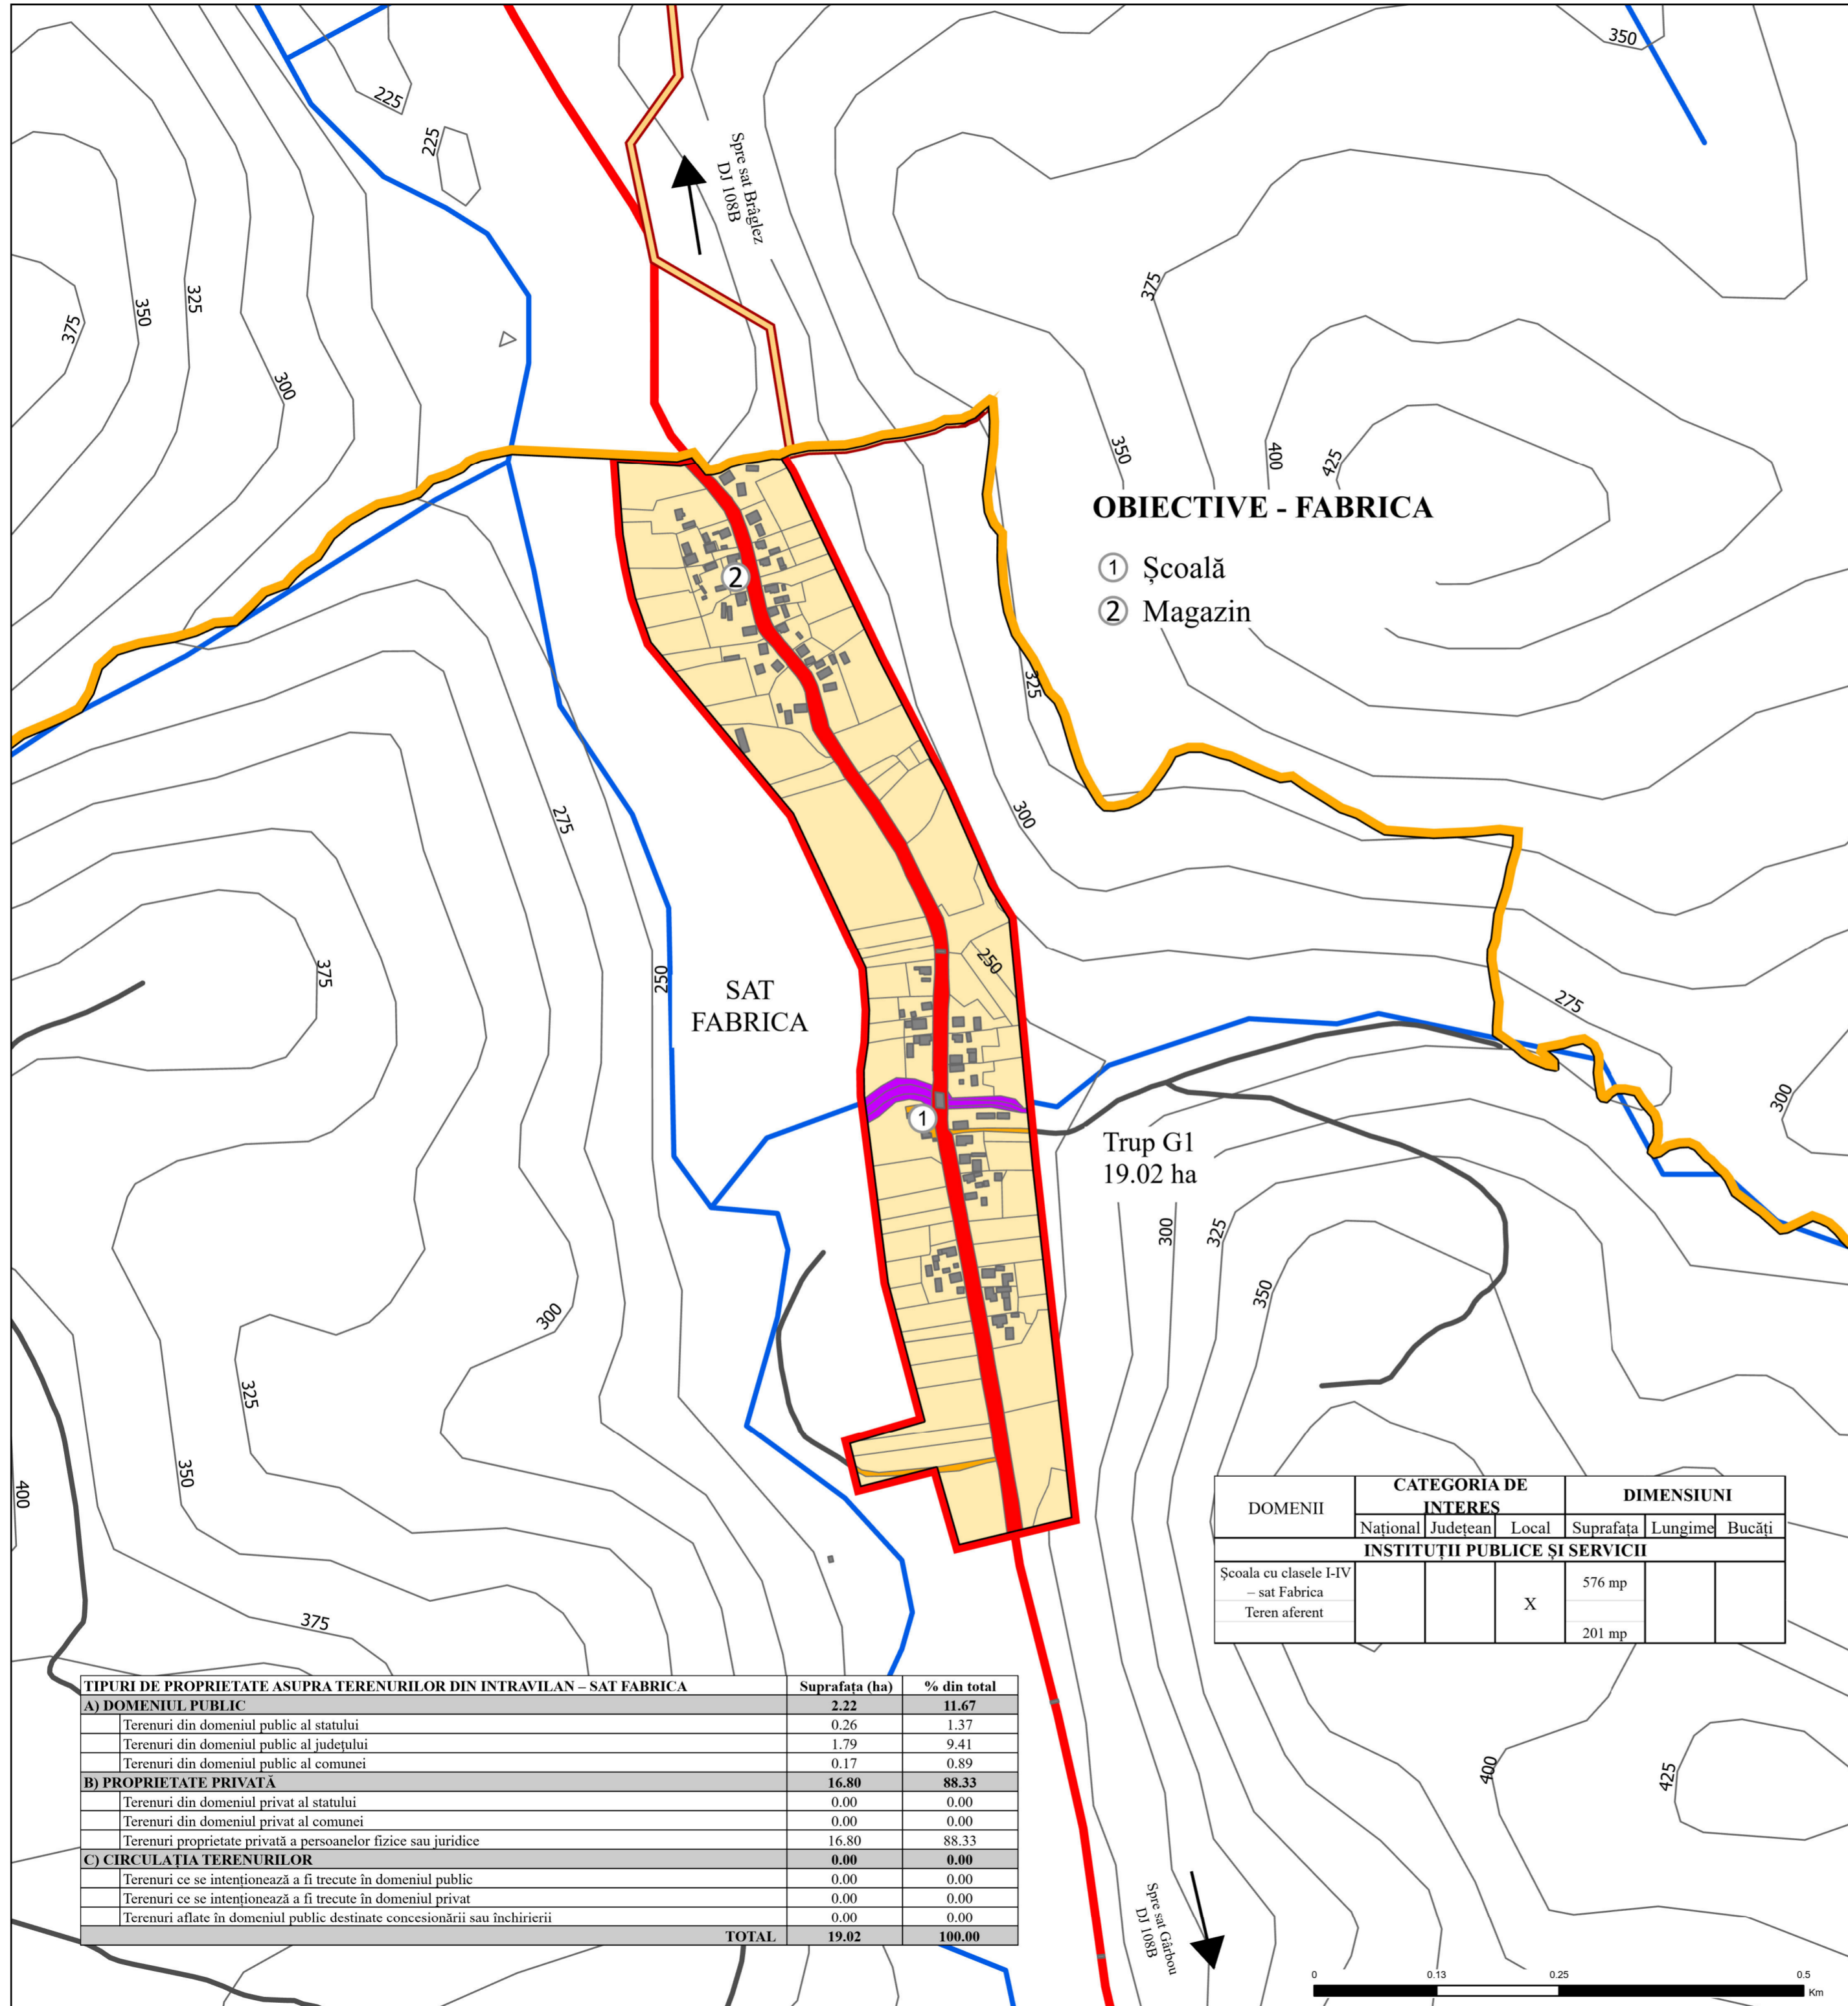 350
225
225
Spre sat Brâglez
DJ 108B
375
350
325
375
300
350
400
425
OBIECTIVE - FABRICA
1 Școală
2 Magazin
2
325
300
275
250
250
375
SAT
FABRICA
275
300
1
Trup G1
19.02 ha
300
325
350
300
325
350
400
375
DOMENII CATEGORIA DE INTERES DIMENSIUNI
Național Județean Local Suprafața Lungime Bucăți
INSTITUȚII PUBLICE ȘI SERVICII
Școala cu clasele I-IV
– sat Fabrica 576 mp
X
Teren aferent
201 mp
TIPURI DE PROPRIETATE ASUPRA TERENURILOR DIN INTRAVILAN – SAT FABRICA Suprafața (ha) % din total
A) DOMENIUL PUBLIC 2.22 11.67
Terenuri din domeniul public al statului 0.26 1.37
Terenuri din domeniul public al județului 1.79 9.41
Terenuri din domeniul public al comunei 0.17 0.89
B) PROPRIETATE PRIVATĂ 16.80 88.33
Terenuri din domeniul privat al statului 0.00 0.00
Terenuri din domeniul privat al comunei 0.00 0.00
Terenuri proprietate privată a persoanelor fizice sau juridice 16.80 88.33
C) CIRCULAȚIA TERENURILOR 0.00 0.00
Terenuri ce se intenționează a fi trecute în domeniul public 0.00 0.00
Terenuri ce se intenționează a fi trecute în domeniul privat 0.00 0.00
Terenuri aflate în domeniul public destinate concesionării sau închirierii 0.00 0.00
TOTAL 19.02 100.00
400
425
Spre sat Gârbou
DJ 108B
0 0.13 0.25 0.5
Km